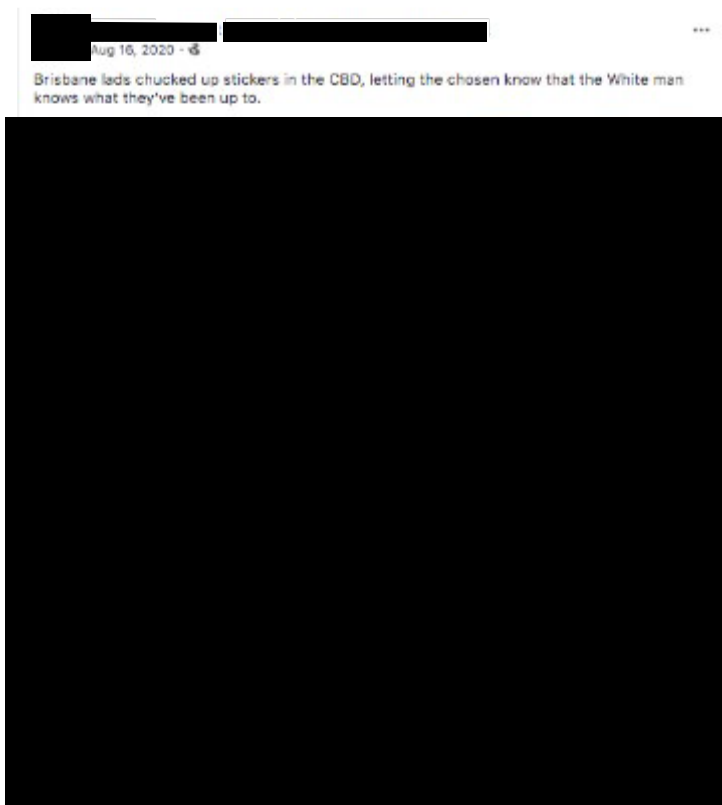 Aug 16, 2020 ·
Brisbane lads chucked up stickers in the CBD, letting the chosen know that the White man
knows what they've been up to.